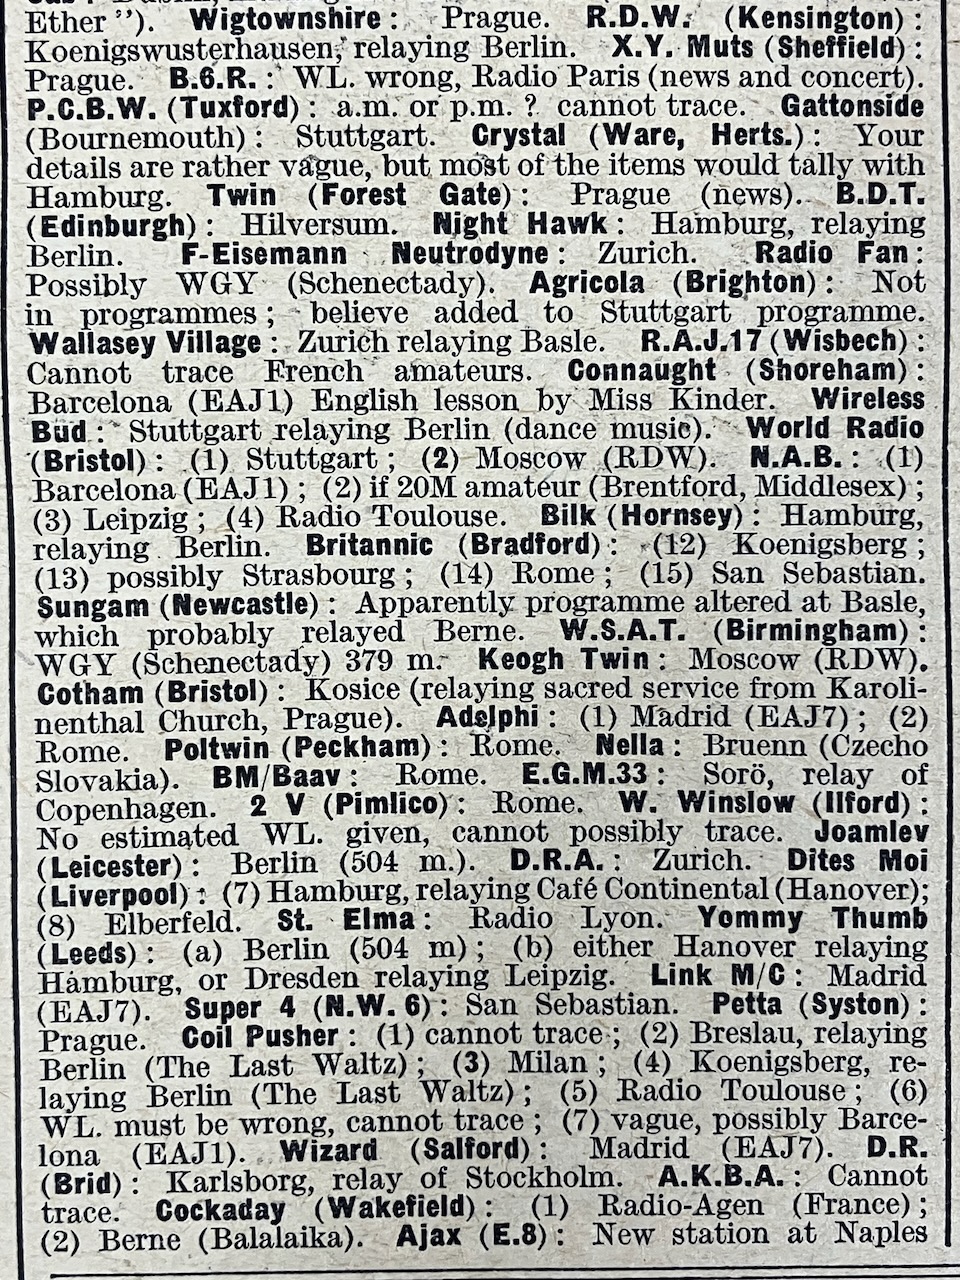 Ether"). Wigtownshire: Prague. R.D.W. (Kensington):
Koenigswusterhausen, relaying Berlin. X.Y. Muts (Sheffield):
Prague. B.6.R.: WL. wrong, Radio Paris (news and concert).
P.C.B.W. (Tuxford): a.m. or p.m.? cannot trace. Gattonside
(Bournemouth): Stuttgart. Crystal (Ware, Herts.): Your
details are rather vague, but most of the items would tally with
Hamburg. Twin (Forest Gate): Prague (news). B.D.T.
(Edinburgh): Hilversum. Night Hawk: Hamburg, relaying
Berlin. F-Eisemann Neutrodyne: Zurich. Radio Fan:
Possibly WGY (Schenectady). Agricola (Brighton): Not
in programmes; believe added to Stuttgart programme.
Wallasey Village: Zurich relaying Basle. R.A.J.17 (Wisbech):
Cannot trace French amateurs. Connaught (Shoreham):
Barcelona (EAJ1) English lesson by Miss Kinder. Wireless
Bud: Stuttgart relaying Berlin (dance music). World Radio
(Bristol): (1) Stuttgart; (2) Moscow (RDW). N.A.B.: (1)
Barcelona (EAJ1); (2) if 20M amateur (Brentford, Middlesex);
(3) Leipzig; (4) Radio Toulouse. Bilk (Hornsey): Hamburg,
relaying Berlin. Britannic (Bradford): (12) Koenigsberg;
(13) possibly Strasbourg; (14) Rome; (15) San Sebastian.
Sungam (Newcastle): Apparently programme altered at Basle,
which probably relayed Berne. W.S.A.T. (Birmingham):
WGY (Schenectady) 379 m. Keogh Twin: Moscow (RDW).
Cotham (Bristol): Kosice (relaying sacred service from Karoli-
nenthal Church, Prague). Adelphi: (1) Madrid (EAJ7); (2)
Rome. Poltwin (Peckham): Rome. Nella: Bruenn (Czecho
Slovakia). BM/Baav: Rome. E.G.M.33: Sorö, relay of
Copenhagen. 2 V (Pimlico): Rome. W. Winslow (Ilford):
No estimated WL. given, cannot possibly trace. Joamlev
(Leicester): Berlin (504 m.). D.R.A.: Zurich. Dites Moi
(Liverpool): (7) Hamburg, relaying Café Continental (Hanover);
(8) Elberfeld. St. Elma: Radio Lyon. Yommy Thumb
(Leeds): (a) Berlin (504 m); (b) either Hanover relaying
Hamburg, or Dresden relaying Leipzig. Link M/C: Madrid
(EAJ7). Super 4 (N.W. 6): San Sebastian. Petta (Syston):
Prague. Coil Pusher: (1) cannot trace; (2) Breslau, relaying
Berlin (The Last Waltz); (3) Milan; (4) Koenigsberg, re-
laying Berlin (The Last Waltz); (5) Radio Toulouse; (6)
WL. must be wrong, cannot trace; (7) vague, possibly Barce-
lona (EAJ1). Wizard (Salford): Madrid (EAJ7). D.R.
(Brid): Karlsborg, relay of Stockholm. A.K.B.A.: Cannot
trace. Cockaday (Wakefield): (1) Radio-Agen (France);
(2) Berne (Balalaika). Ajax (E.8): New station at Naples